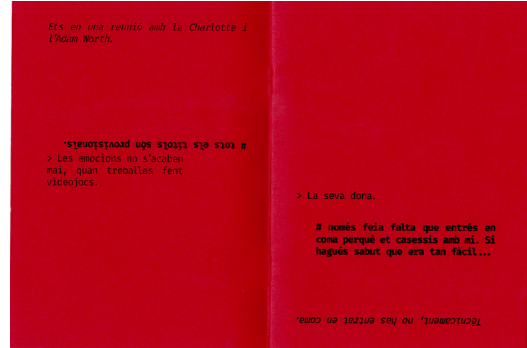 Ets en una reunió amb la Charlotte i
l'Adam Worth.
# tots els títols són provisionals.
> Les emocions no s'acaben
mai, quan treballes fent
videojocs.
> La seva dona.
# només feia falta que entrés en
coma perquè et casessis amb mi. Si
hagués sabut que era tan fàcil...
Tècnicament, no has entrat en coma.